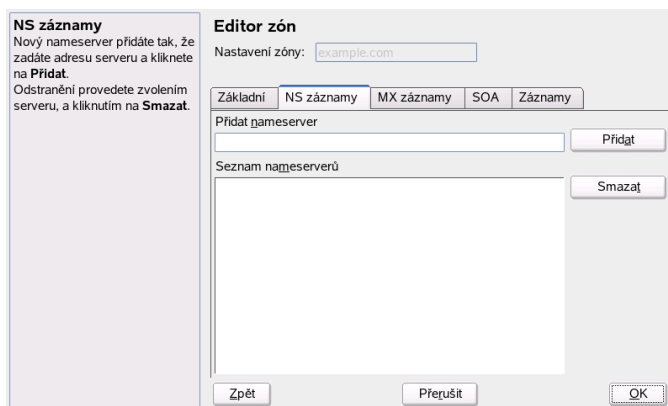 NS záznamy
Nový nameserver přidáte tak, že
zadáte adresu serveru a kliknete
na Přidat.
Odstranění provedete zvolením
serveru, a kliknutím na Smazat.
Editor zón
Nastavení zóny: example.com
Základní NS záznamy MX záznamy SOA Záznamy
Přidat nameserver
Přidat
Seznam nameserverů
Smazat
Zpět Přerušit OK